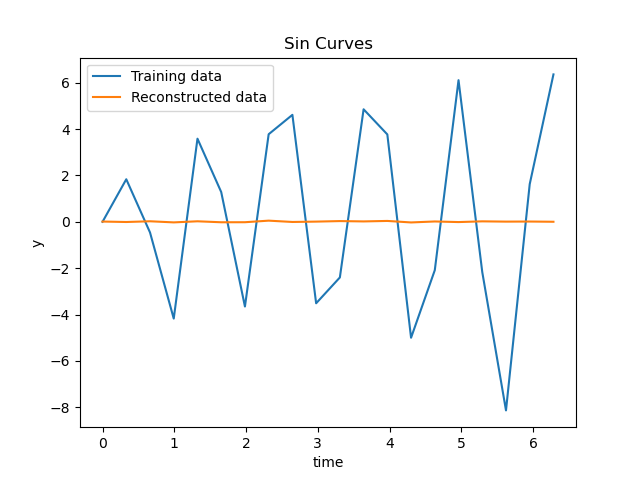 Sin Curves
Training data
Reconstructed data
6
4
2
0
−2
−4
−6
−8
y
0 1 2 3 4 5 6
time